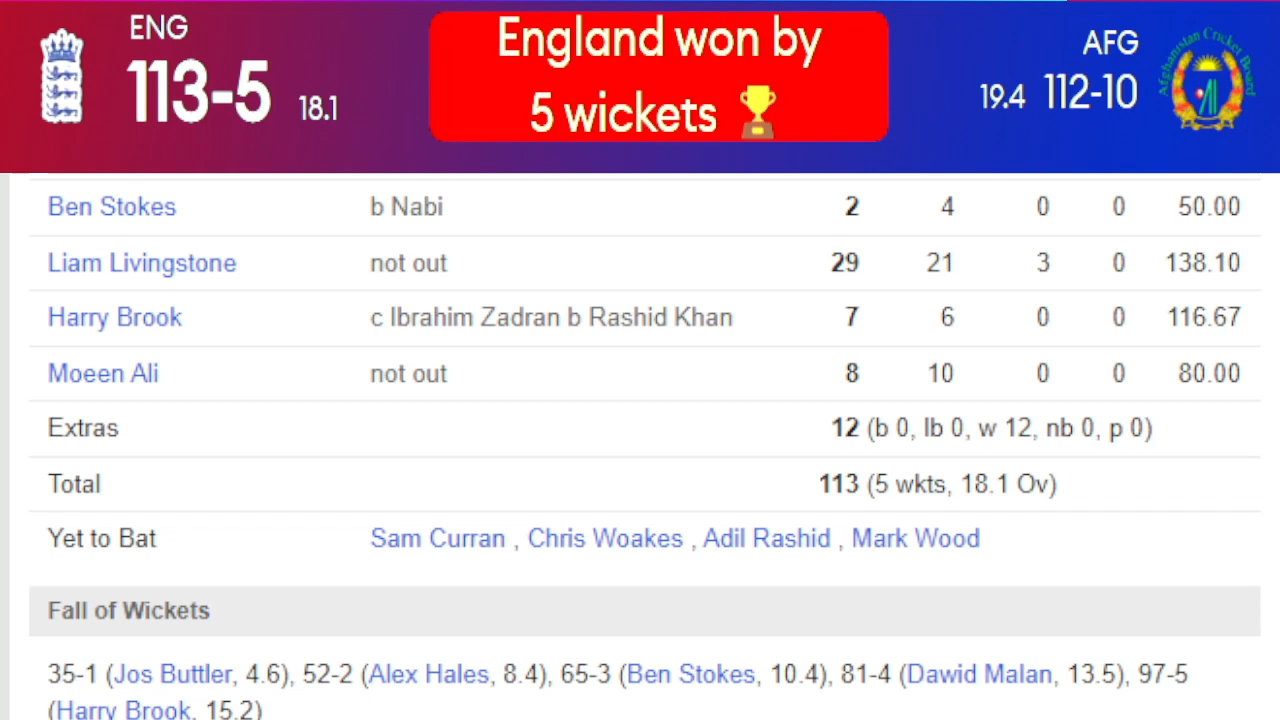 ENG
113-5 18.1
England won by
5 wickets 🏆
AFG
19.4 112-10
Afghanistan Cricket Board
Ben Stokes b Nabi 2 4 0 0 50.00
Liam Livingstone not out 29 21 3 0 138.10
Harry Brook c Ibrahim Zadran b Rashid Khan 7 6 0 0 116.67
Moeen Ali not out 8 10 0 0 80.00
Extras 12 (b 0, lb 0, w 12, nb 0, p 0)
Total 113 (5 wkts, 18.1 Ov)
Yet to Bat Sam Curran , Chris Woakes , Adil Rashid , Mark Wood
Fall of Wickets
35-1 (Jos Buttler, 4.6), 52-2 (Alex Hales, 8.4), 65-3 (Ben Stokes, 10.4), 81-4 (Dawid Malan, 13.5), 97-5
(Harry Brook, 15.2)